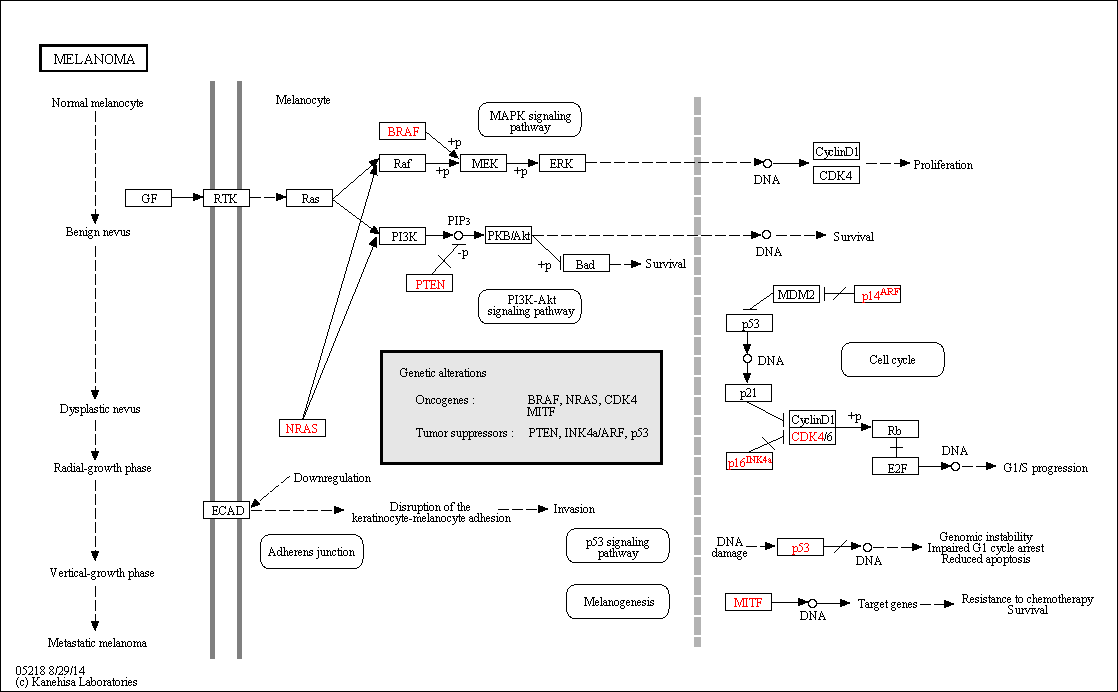 MELANOMA
Normal melanocyte
Benign nevus
Dysplastic nevus
Radial-growth phase
Vertical-growth phase
Metastatic melanoma
Melanocyte
GF
RTK
Ras
BRAF
+p
Raf
+p
MEK
+p
ERK
MAPK signaling
pathway
DNA
CyclinD1
CDK4
Proliferation
PI3K
PIP3
-p
PTEN
PKB/Akt
DNA
Survival
+p
Bad
Survival
PI3K-Akt
signaling pathway
NRAS
Genetic alterations
Oncogenes :
BRAF, NRAS, CDK4
MITF
Tumor suppressors :
PTEN, INK4a/ARF, p53
MDM2
p14ARF
p53
DNA
p21
Cell cycle
CyclinD1
CDK4/6
p16INK4a
+p
Rb
E2F
DNA
G1/S progression
Downregulation
ECAD
Disruption of the
keratinocyte-melanocyte adhesion
Invasion
Adherens junction
p53 signaling
pathway
Melanogenesis
DNA
damage
p53
DNA
Genomic instability
Impaired G1 cycle arrest
Reduced apoptosis
MITF
DNA
Target genes
Resistance to chemotherapy
Survival
05218 8/29/14
(c) Kanehisa Laboratories